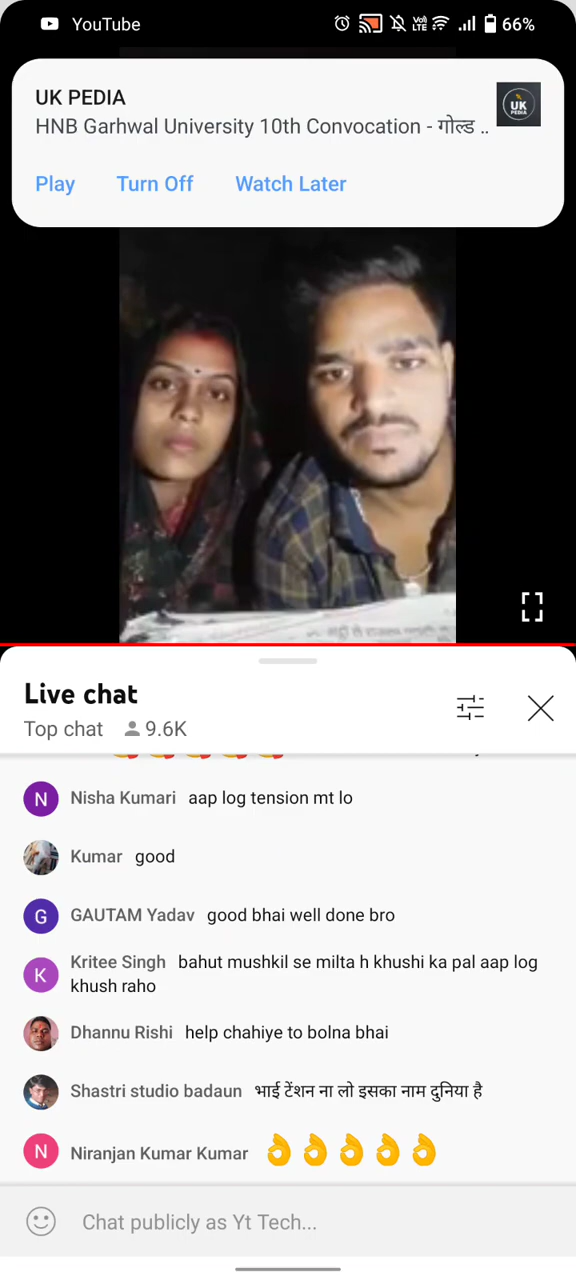 YouTube
Vo)
LTE
66%
UK PEDIA
HNB Garhwal University 10th Convocation - गोल्ड ..
UK
PEDIA
Play Turn Off Watch Later
Live chat
Top chat 9.6K
N Nisha Kumari aap log tension mt lo
Kumar good
G GAUTAM Yadav good bhai well done bro
K Kritee Singh bahut mushkil se milta h khushi ka pal aap log
khush raho
Dhannu Rishi help chahiye to bolna bhai
Shastri studio badaun भाई टेंशन ना लो इसका नाम दुनिया है
N Niranjan Kumar Kumar 👌👌👌👌👌
Chat publicly as Yt Tech...